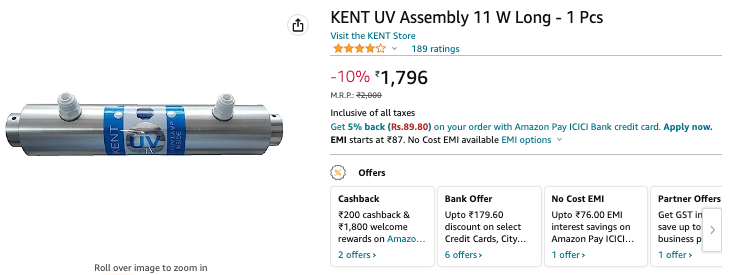 KENT UV Assembly 11 W Long - 1 Pcs
Visit the KENT Store
189 ratings
-10% ₹1,796
M.R.P.: ₹2,000
Inclusive of all taxes
Get 5% back (Rs.89.80) on your order with Amazon Pay ICICI Bank credit card. Apply now.
EMI starts at ₹87. No Cost EMI available EMI options
Offers
Cashback
₹200 cashback &
₹1,800 welcome
rewards on Amazo...
2 offers
Bank Offer
Upto ₹179.60
discount on select
Credit Cards, City...
6 offers
No Cost EMI
Upto ₹76.00 EMI
interest savings on
Amazon Pay ICICI...
1 offer
Partner Offers
Get GST in
save up to
business p
1 offer
KENT
UV
Roll over image to zoom in